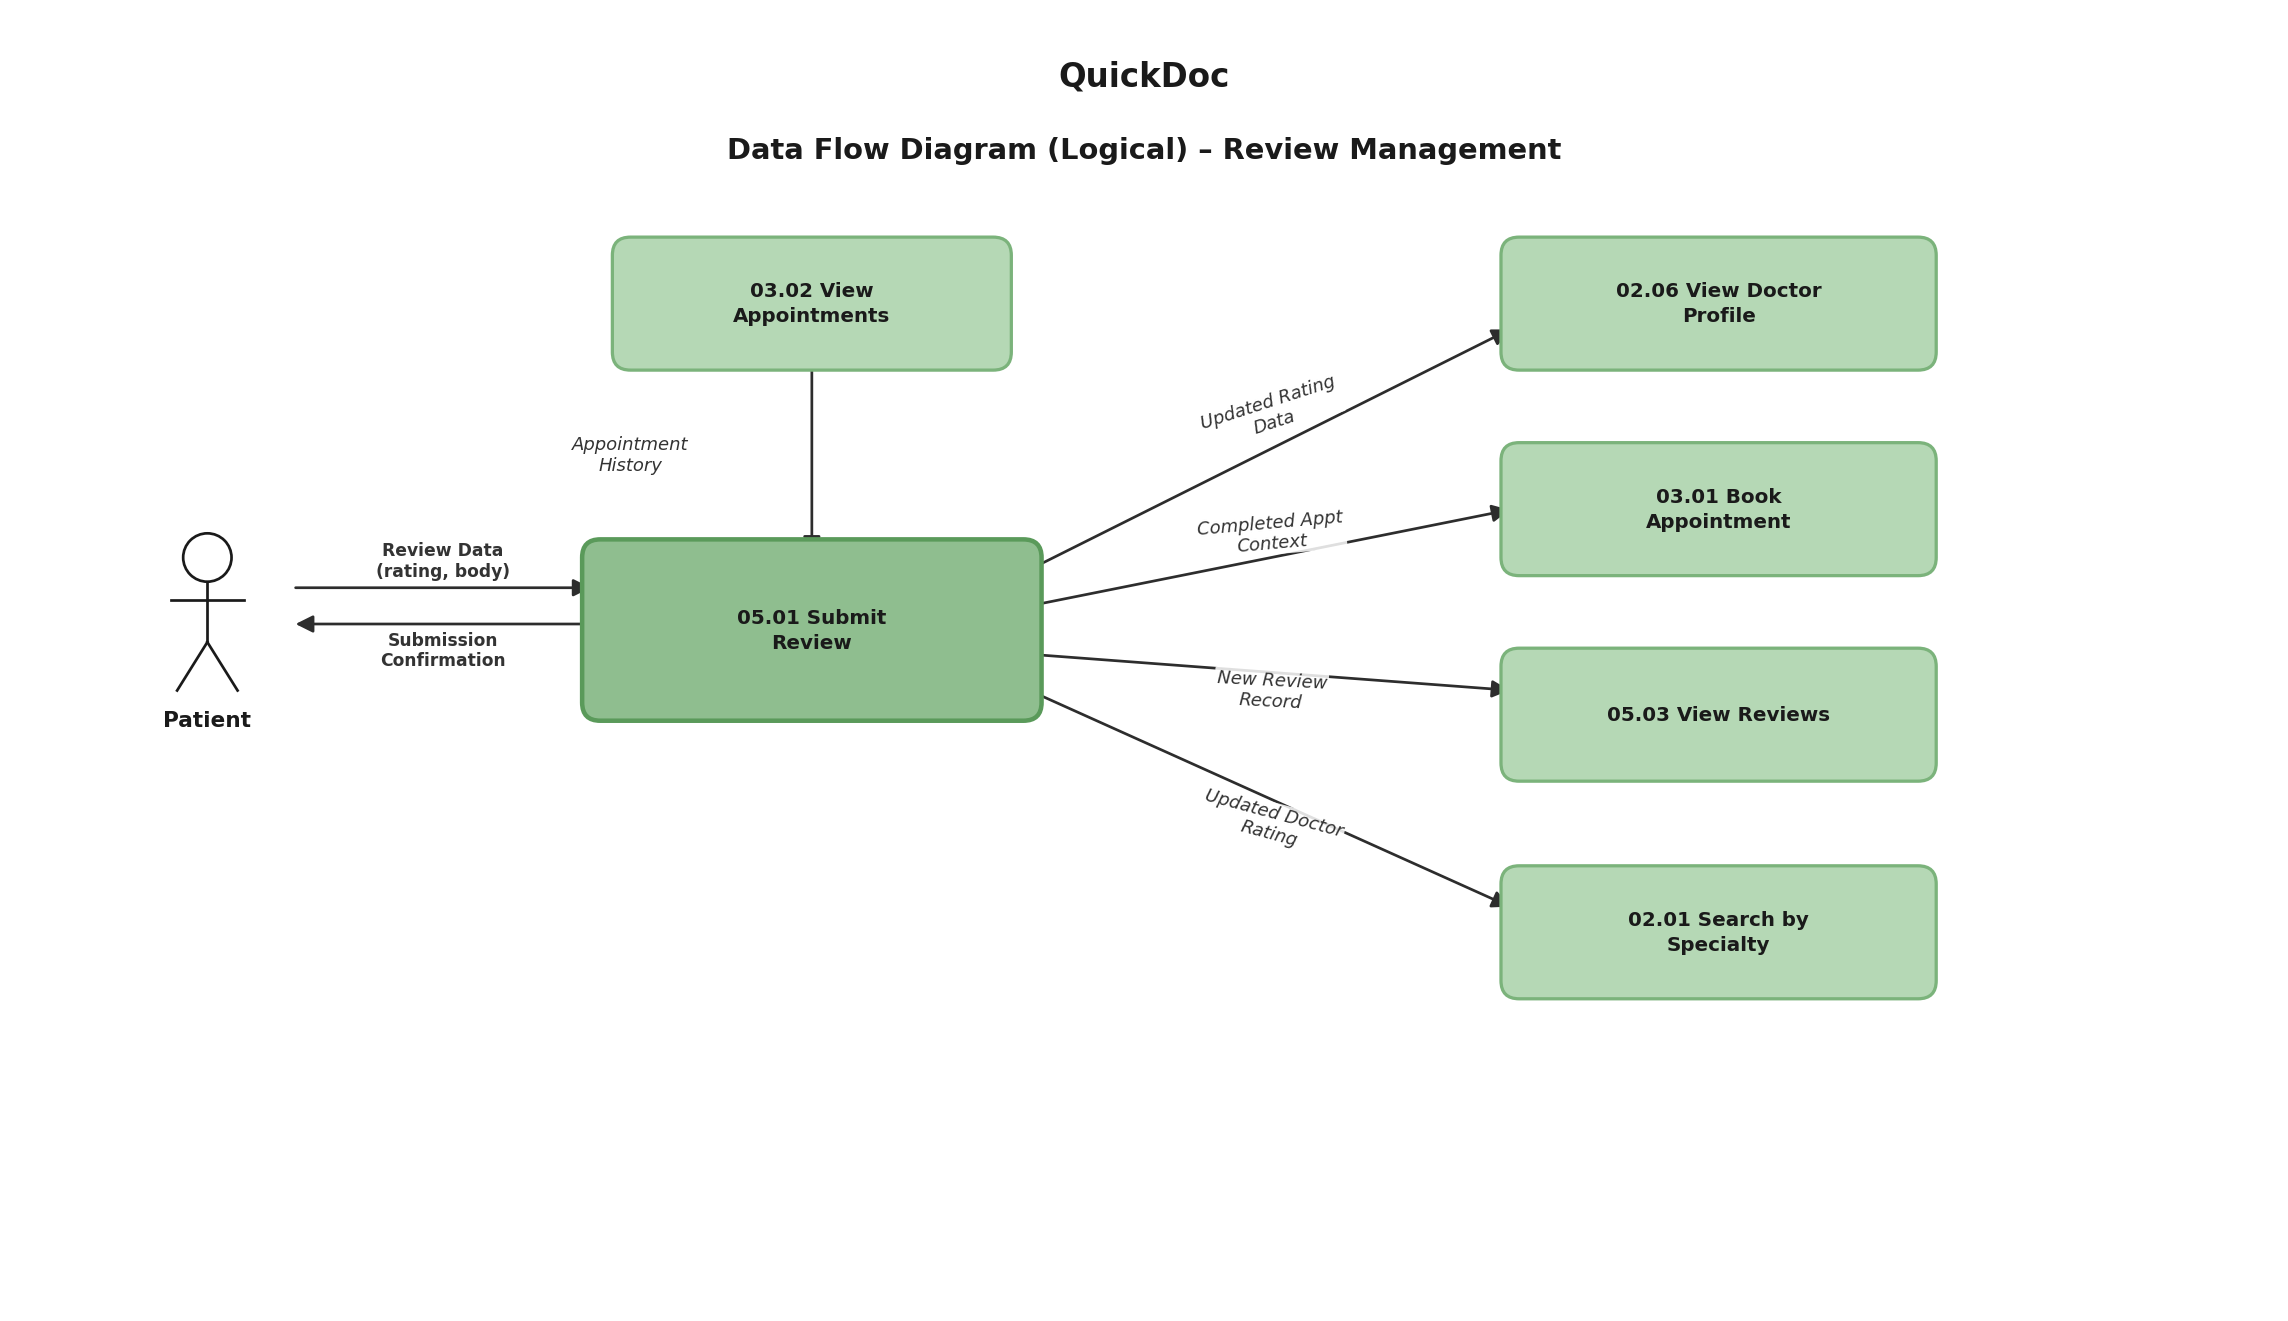 QuickDoc
Data Flow Diagram (Logical) – Review Management
03.02 View
Appointments
02.06 View Doctor
Profile
Updated Rating
Data
Appointment
History
03.01 Book
Appointment
Completed Appt
Context
Review Data
(rating, body)
05.01 Submit
Review
Submission
Confirmation
New Review
Record
05.03 View Reviews
Patient
Updated Doctor
Rating
02.01 Search by
Specialty